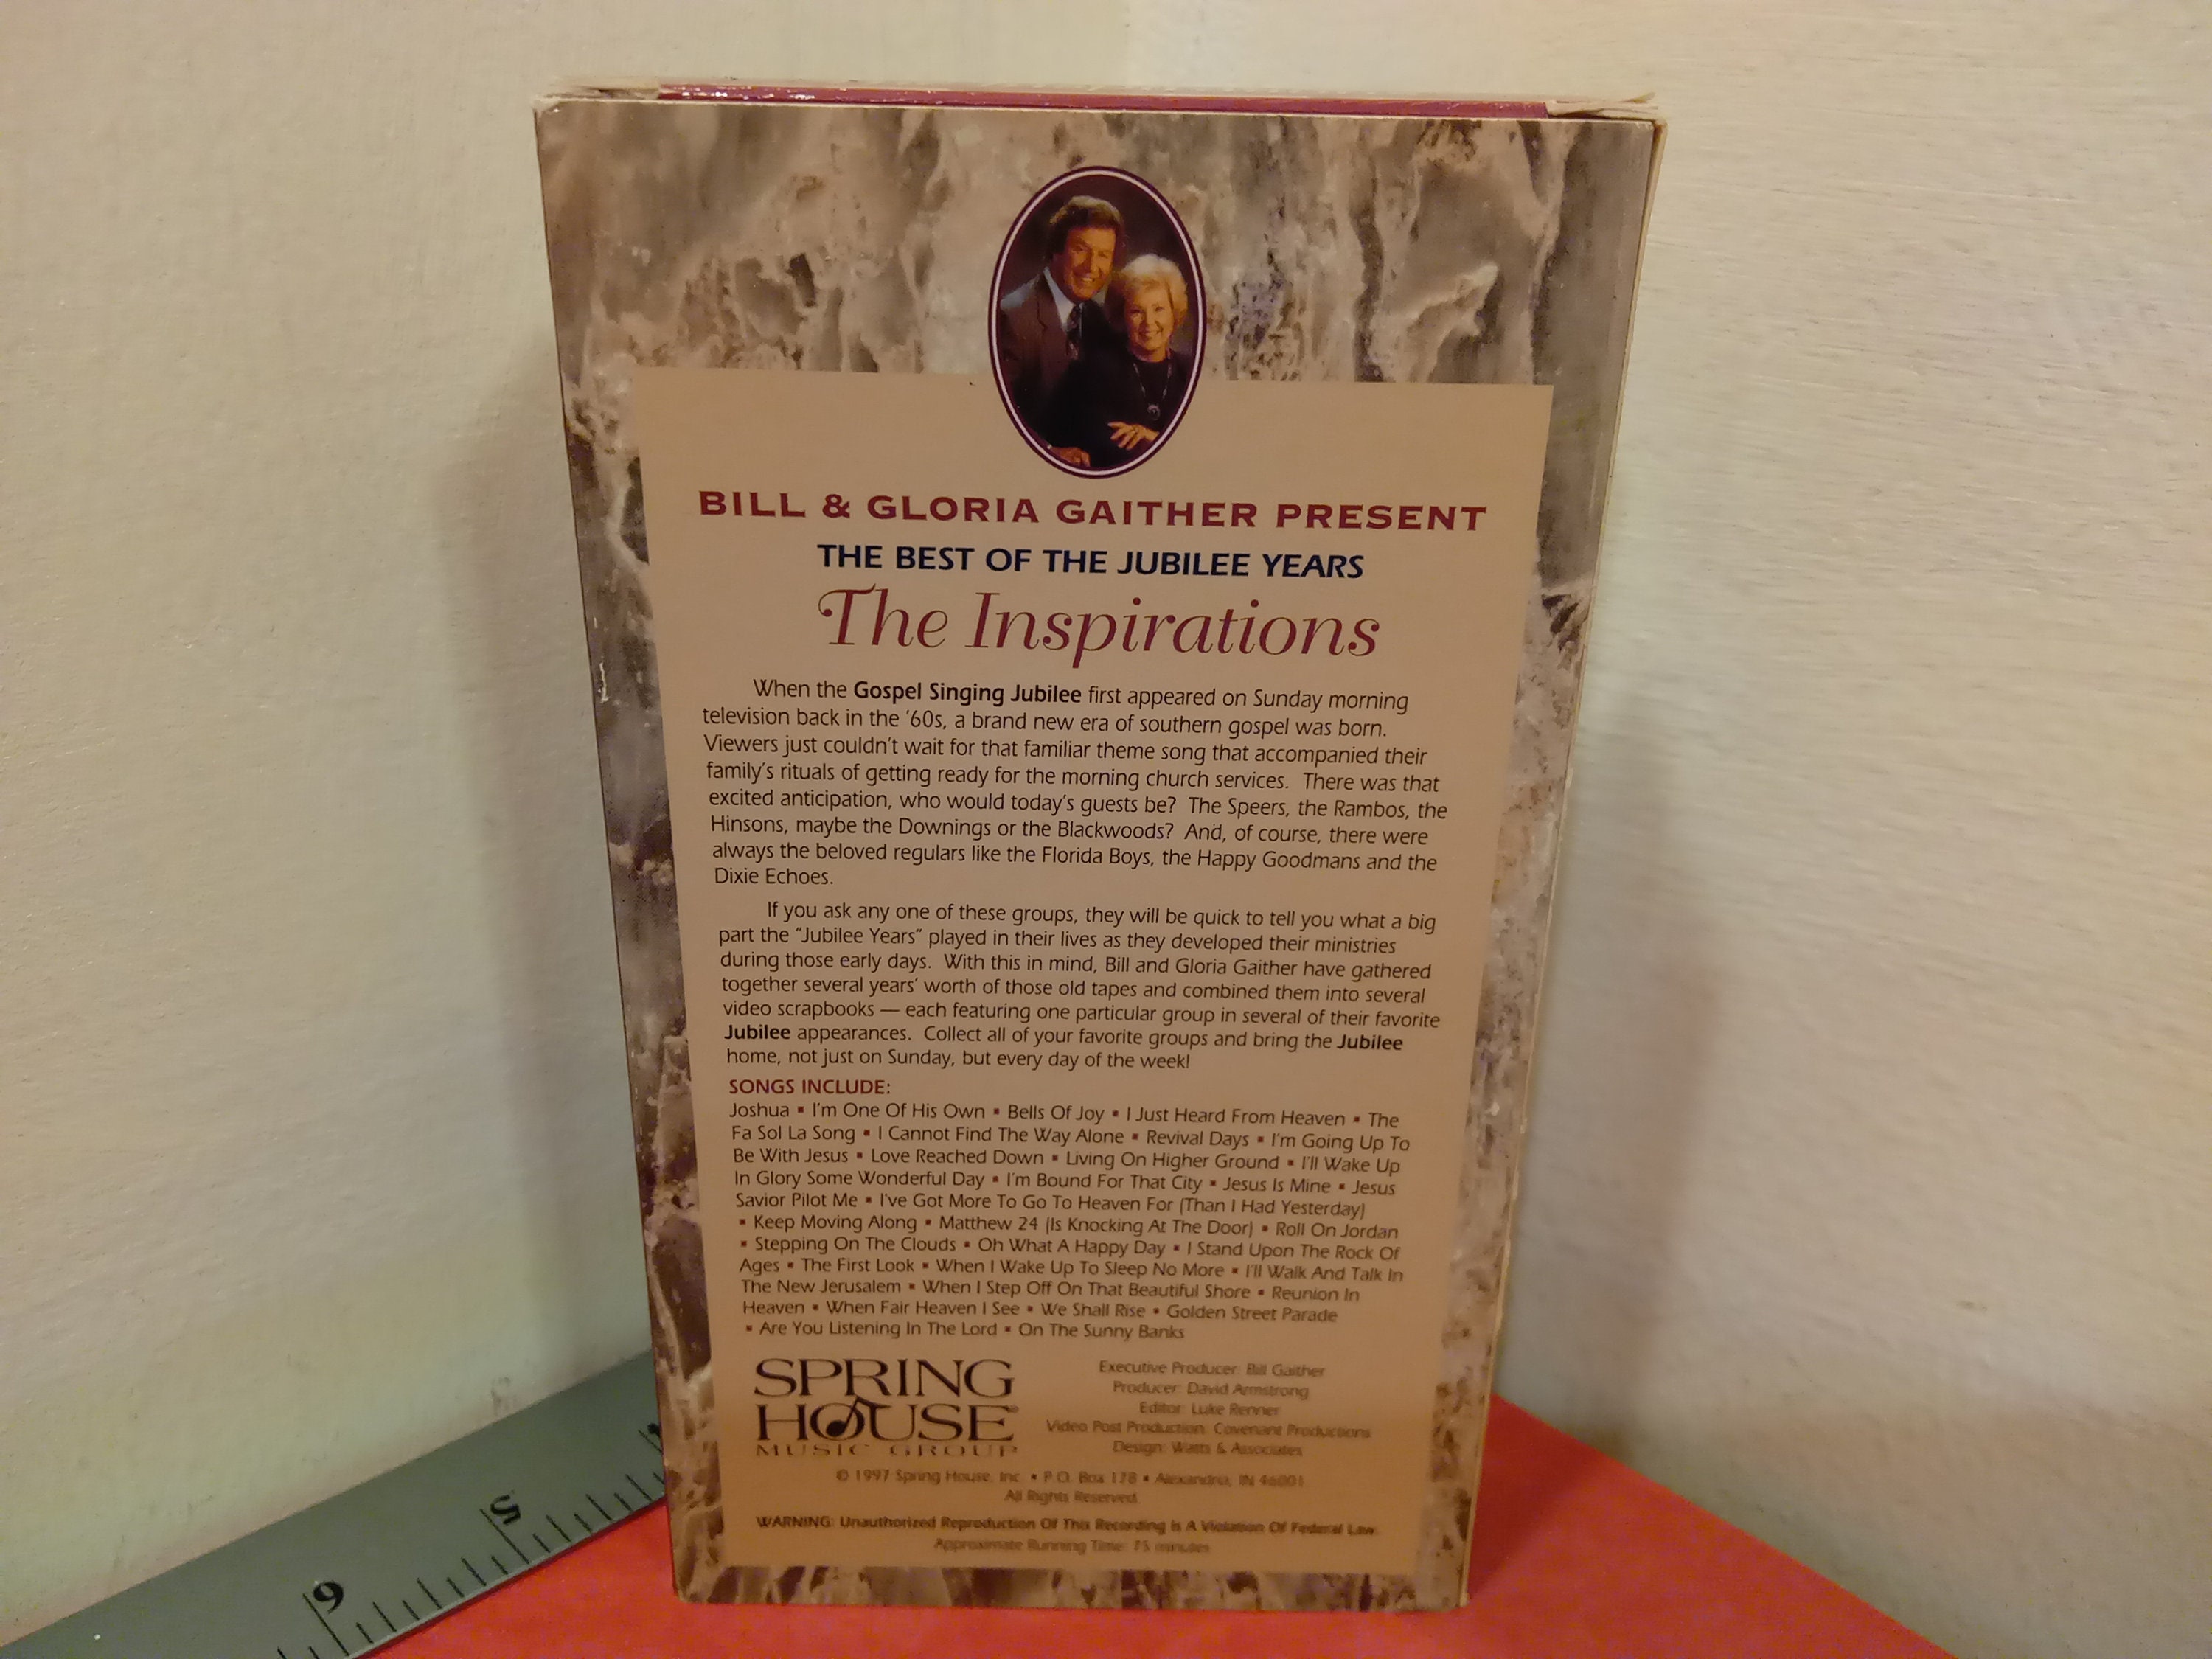 BILL & GLORIA GAITHER PRESENT
THE BEST OF THE JUBILEE YEARS
The Inspirations
When the Gospel Singing Jubilee first appeared on Sunday morning
television back in the '60s, a brand new era of southern gospel was born.
Viewers just couldn't wait for that familiar theme song that accompanied their
family's rituals of getting ready for the morning church services. There was that
excited anticipation, who would today's guests be? The Speers, the Rambos, the
Hinsons, maybe the Downings or the Blackwoods? And, of course, there were
always the beloved regulars like the Florida Boys, the Happy Goodmans and the
Dixie Echoes.
If you ask any one of these groups, they will be quick to tell you what a big
part the "Jubilee Years" played in their lives as they developed their ministries
during those early days. With this in mind, Bill and Gloria Gaither have gathered
together several years' worth of those old tapes and combined them into several
video scrapbooks — each featuring one particular group in several of their favorite
Jubilee appearances. Collect all of your favorite groups and bring the Jubilee
home, not just on Sunday, but every day of the week!
SONGS INCLUDE:
Joshua ▪ I'm One Of His Own ▪ Bells Of Joy ▪ I Just Heard From Heaven ▪ The
Fa Sol La Song ▪ I Cannot Find The Way Alone ▪ Revival Days ▪ I'm Going Up To
Be With Jesus ▪ Love Reached Down ▪ Living On Higher Ground ▪ I'll Wake Up
In Glory Some Wonderful Day ▪ I'm Bound For That City ▪ Jesus Is Mine ▪ Jesus
Savior Pilot Me ▪ I've Got More To Go To Heaven For (Than I Had Yesterday)
▪ Keep Moving Along ▪ Matthew 24 (Is Knocking At The Door) ▪ Roll On Jordan
▪ Stepping On The Clouds ▪ Oh What A Happy Day ▪ I Stand Upon The Rock Of
Ages ▪ The First Look ▪ When I Wake Up To Sleep No More ▪ I'll Walk And Talk In
The New Jerusalem ▪ When I Step Off On That Beautiful Shore ▪ Reunion In
Heaven ▪ When Fair Heaven I See ▪ We Shall Rise ▪ Golden Street Parade
▪ Are You Listening In The Lord ▪ On The Sunny Banks
SPRING
HOUSE®
MUSIC GROUP
Executive Producer: Bill Gaither
Producer: David Armstrong
Editor: Luke Renner
Video Post Production: Covenant Productions
Design: Watts & Associates
© 1997 Spring House, Inc. ▪ P.O. Box 178 ▪ Alexandria, IN 46001
All Rights Reserved.
WARNING: Unauthorized Reproduction Of This Recording Is A Violation Of Federal Law.
Approximate Running Time: 75 minutes
5
6